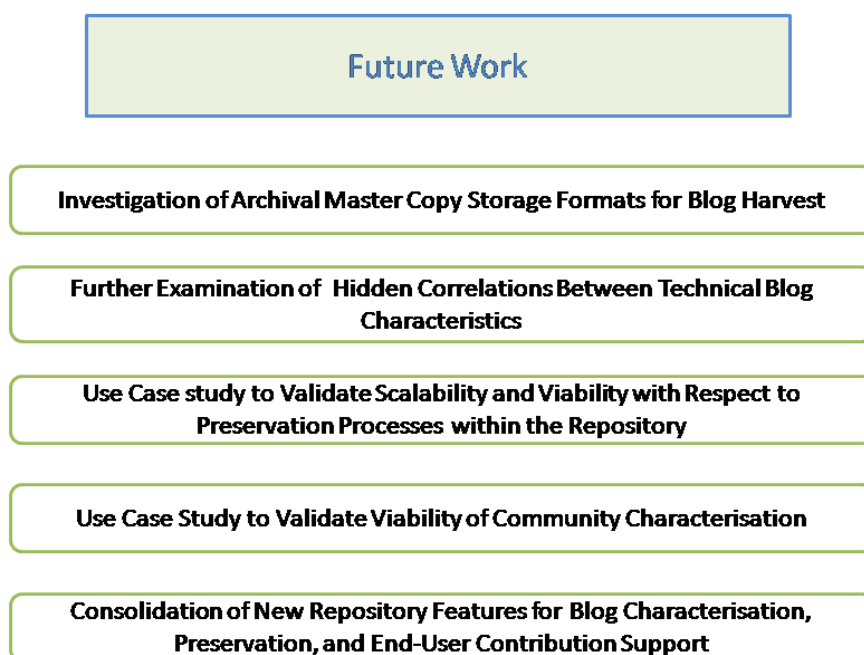 Future Work
Investigation of Archival Master Copy Storage Formats for Blog Harvest
Further Examination of Hidden Correlations Between Technical Blog
Characteristics
Use Case study to Validate Scalability and Viability with Respect to
Preservation Processes within the Repository
Use Case Study to Validate Viability of Community Characterisation
Consolidation of New Repository Features for Blog Characterisation,
Preservation, and End-User Contribution Support